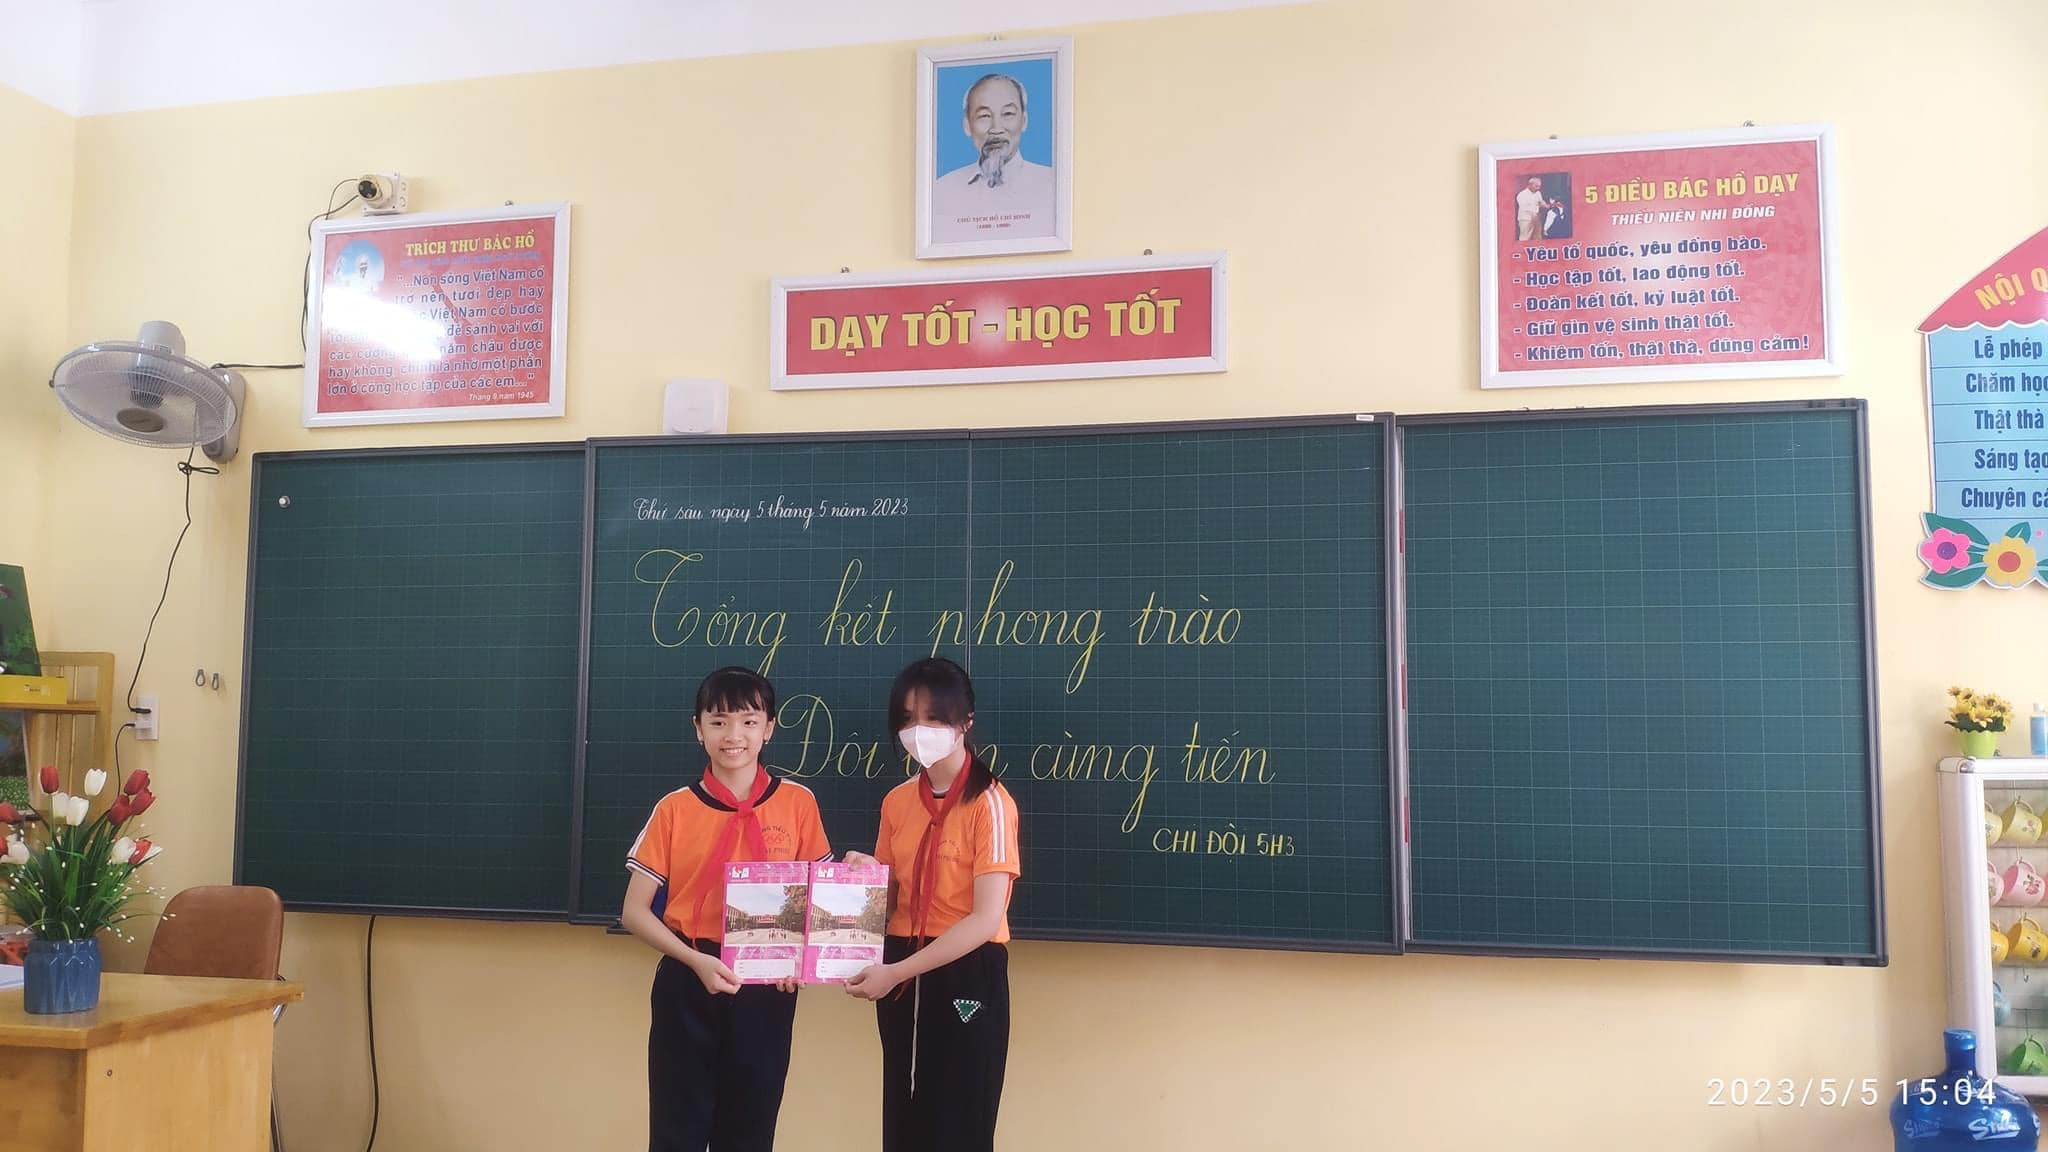 CHỦ TỊCH HỒ CHÍ MINH
(1890 - 1969)
TRÍCH THƯ BÁC HỒ
"...Non sông Việt Nam có
trở nên tươi đẹp hay
Việt Nam có bước
để sánh vai với
các cường năm châu được
hay không, chính là nhờ một phần
lớn ở công học tập của các em..."
Tháng 9 năm 1945
DẠY TỐT - HỌC TỐT
5 ĐIỀU BÁC HỒ DẠY
THIẾU NIÊN NHI ĐỒNG
- Yêu tổ quốc, yêu đồng bào.
- Học tập tốt, lao động tốt.
- Đoàn kết tốt, kỷ luật tốt.
- Giữ gìn vệ sinh thật tốt.
- Khiêm tốn, thật thà, dũng cảm!
NỘI Q
Lễ phép
Chăm học
Thật thà
Sáng tạo
Chuyên cầ
Thứ sáu ngày 5 tháng 5 năm 2023
Tổng kết phong trào
Đôi cùng tiến
CHI ĐỘI 5H3
2023/5/5 15:04